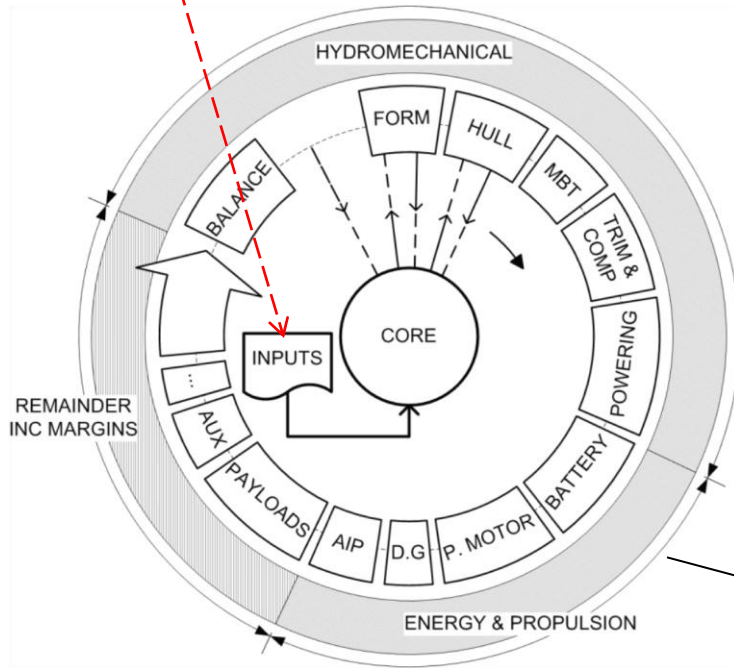 HYDROMECHANICAL
FORM
HULL
MBT
TRIM &
COMP
POWERING
BATTERY
P. MOTOR
D.G
AIP
PAYLOADS
AUX
...
BALANCE
CORE
INPUTS
REMAINDER
INC MARGINS
ENERGY & PROPULSION